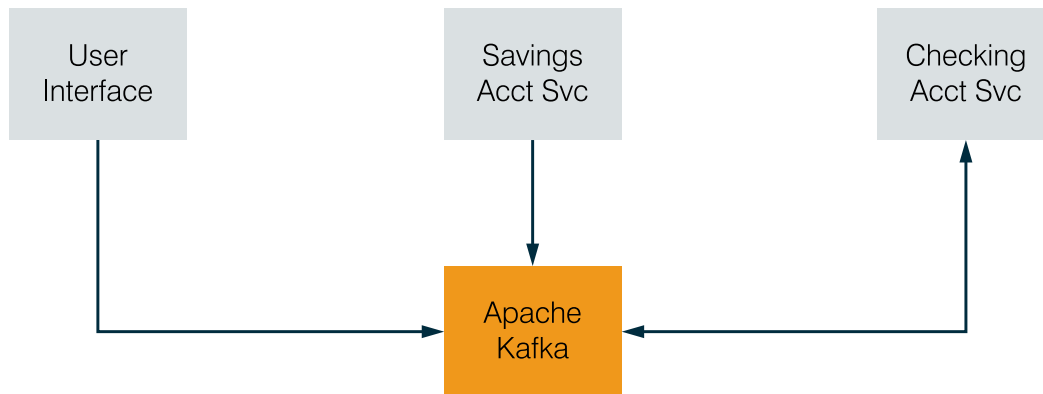 User
Interface
Savings
Acct Svc
Checking
Acct Svc
Apache
Kafka